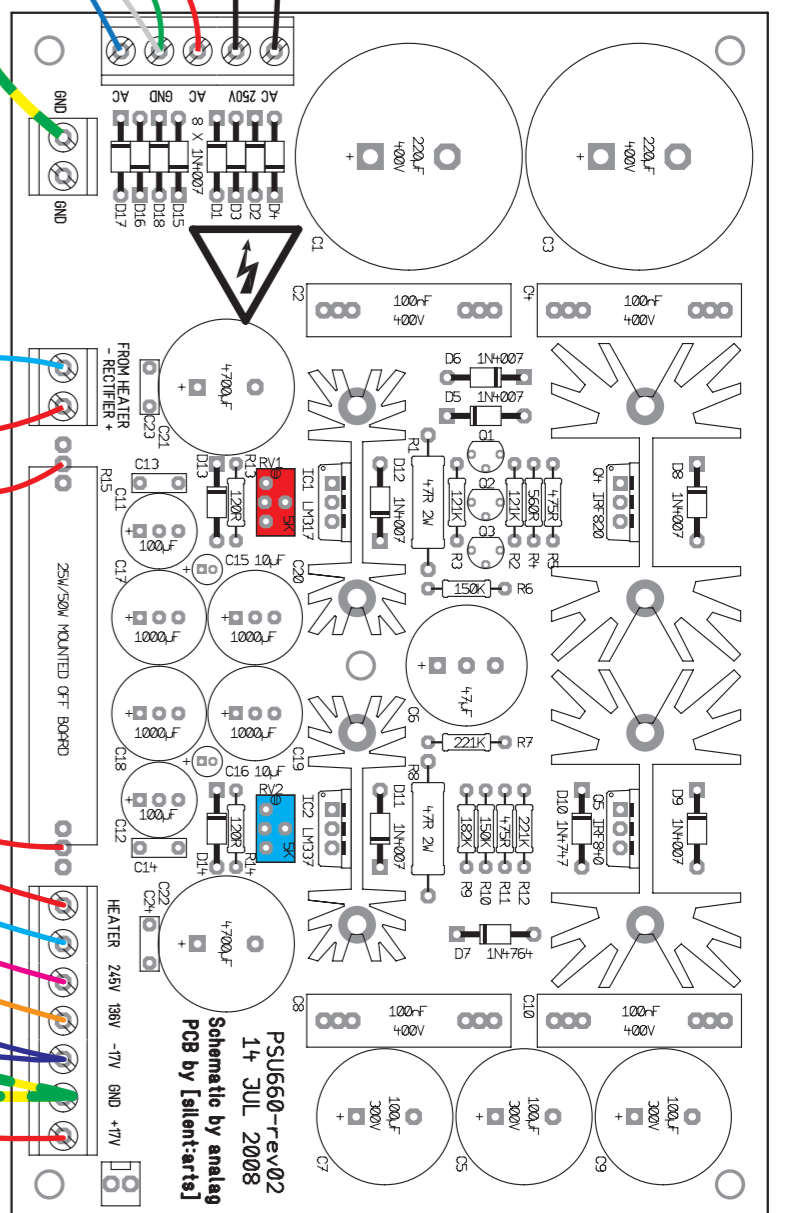 AC
GND
AC
250V
AC
GND
GND
8 X 1N4007
D17
D16
D18
D15
D1
D3
D2
D4
+
220µF
400V
C1
+
220µF
400V
C3
C2
100nF
400V
C4
100nF
400V
FROM HEATER
- RECTIFIER +
C23
C21
+
4700µF
D6
1N4007
D5
1N4007
R15
25W/50W MOUNTED OFF BOARD
C13
C11
+
100µF
D13
R13
120R
RV1
5K
IC1
LM317
D12
1N4007
R1
47R 2W
Q1
Q2
Q3
121K
R3
121K
R2
560R
R4
475R
R5
Q4
IRF820
D8
1N4007
C15 10µF
+
C20
C17
+
1000µF
+
1000µF
150K
R6
+
47µF
C6
+
1000µF
+
1000µF
C18
C19
+
C16 10µF
221K
R7
R8
47R 2W
+
100µF
C12
C14
D14
120R
R14
RV2
5K
IC2
LM337
D11
1N4007
182K
R9
150K
R10
475R
R11
221K
R12
D10
1N4747
Q5
IRF840
D9
1N4007
C24
C22
+
4700µF
D7
1N4764
HEATER
245V
136V
-17V
GND
+17V
C8
100nF
400V
C10
100nF
400V
PSU660-rev02
14 JUL 2008
Schematic by analag
PCB by [silent:arts]
+
100µF
300V
C7
+
100µF
300V
C5
+
100µF
300V
C9